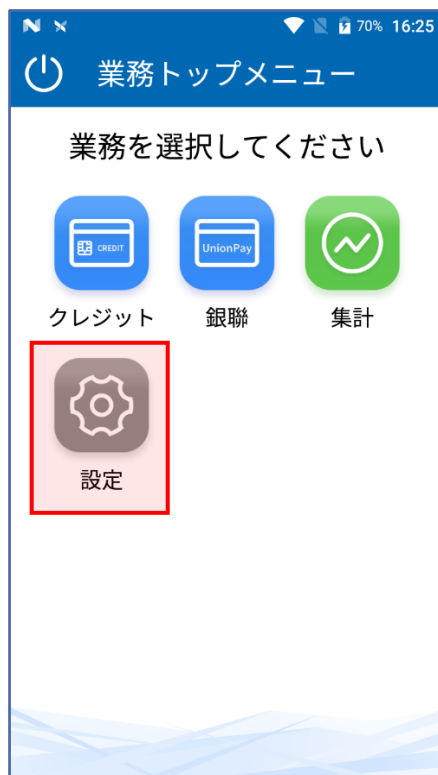 70% 16:25
業務トップメニュー
業務を選択してください
CREDIT
UnionPay
クレジット 銀聯 集計
設定